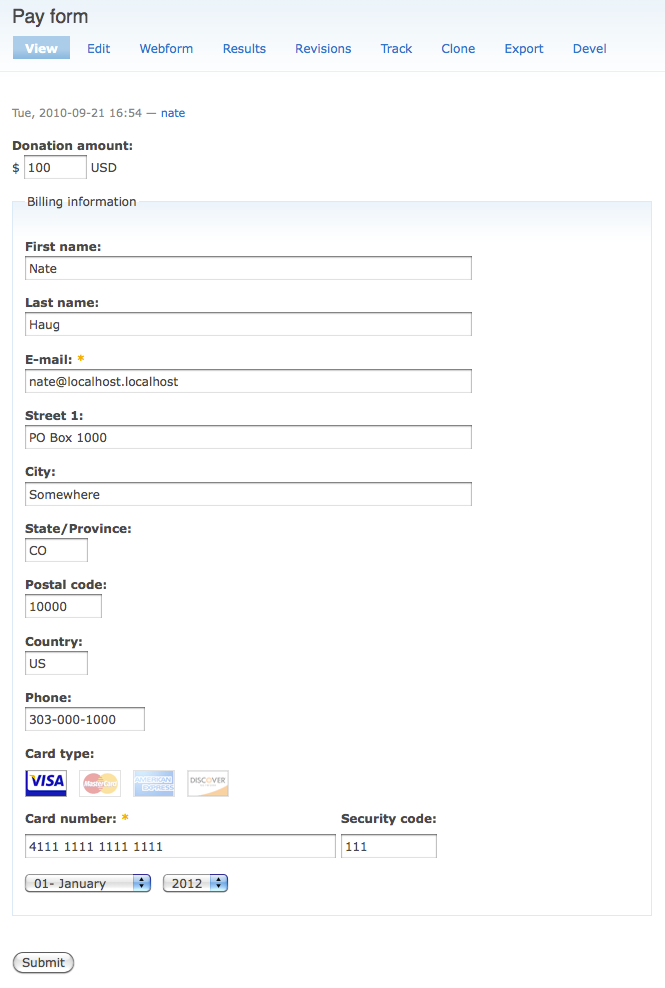 Pay form
View Edit Webform Results Revisions Track Clone Export Devel
Tue, 2010-09-21 16:54 — nate
Donation amount:
$ 100 USD
Billing information
First name:
Nate
Last name:
Haug
E-mail: *
nate@localhost.localhost
Street 1:
PO Box 1000
City:
Somewhere
State/Province:
CO
Postal code:
10000
Country:
US
Phone:
303-000-1000
Card type:
VISA MasterCard AMERICAN EXPRESS DISCOVER
Card number: * Security code:
4111 1111 1111 1111 111
01- January 2012
Submit